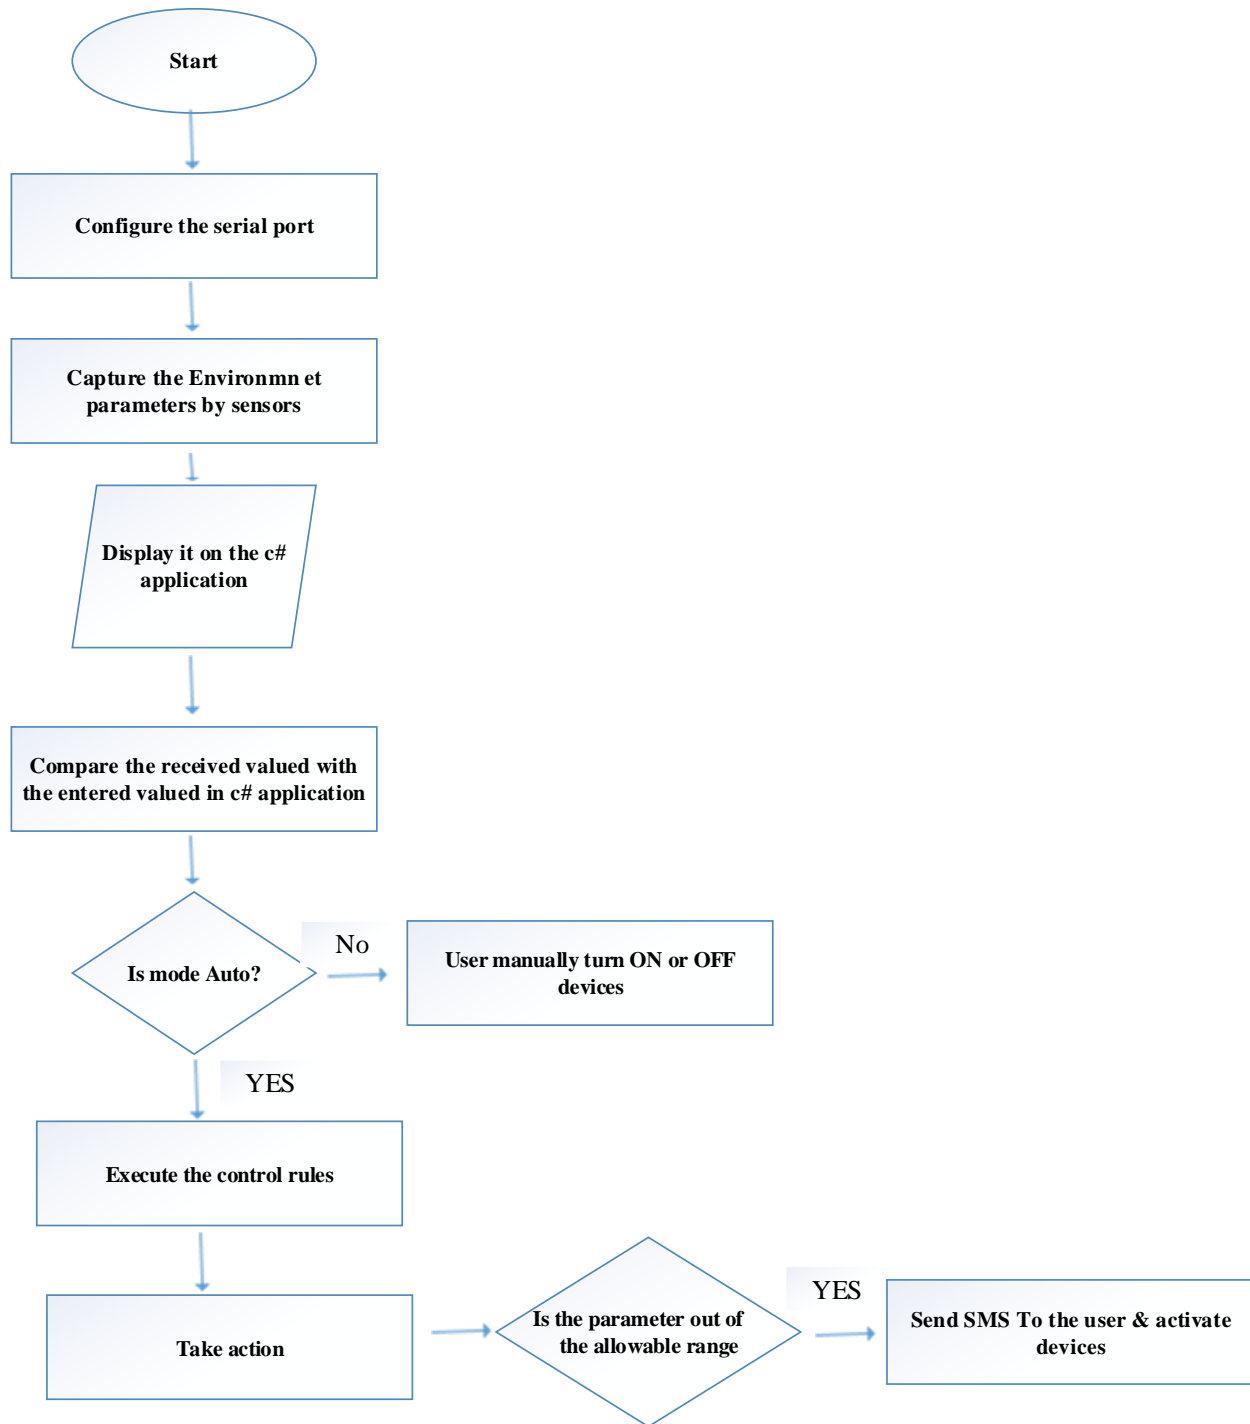 Start
Configure the serial port
Capture the Environmn et
parameters by sensors
Display it on the c#
application
Compare the received valued with
the entered valued in c# application
Is mode Auto?
No
User manually turn ON or OFF
devices
YES
Execute the control rules
Take action
Is the parameter out of
the allowable range
YES
Send SMS To the user & activate
devices